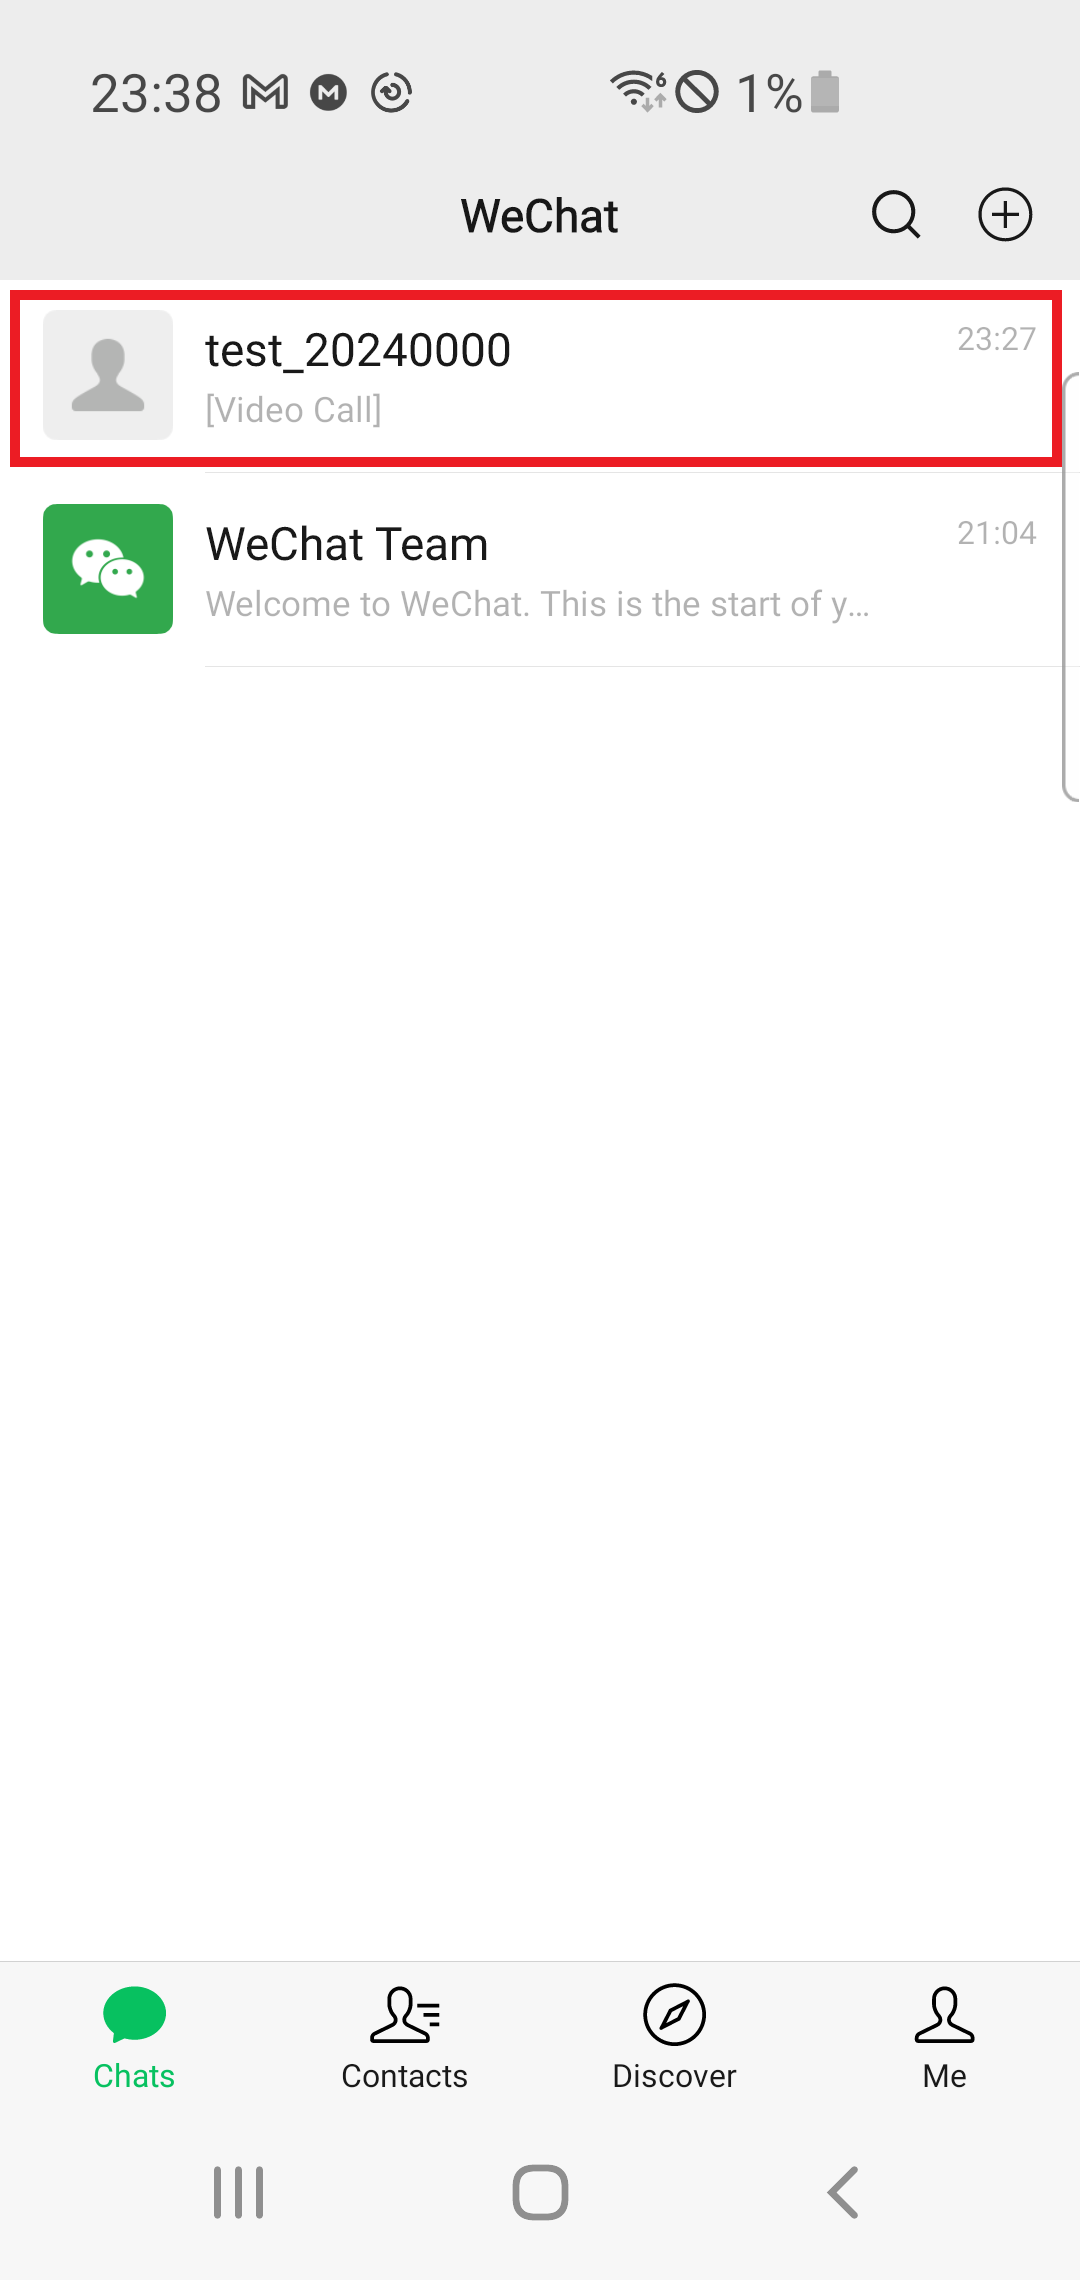 23:38
1%
WeChat
test_20240000
23:27
[Video Call]
WeChat Team
21:04
Welcome to WeChat. This is the start of y...
Chats
Contacts
Discover
Me